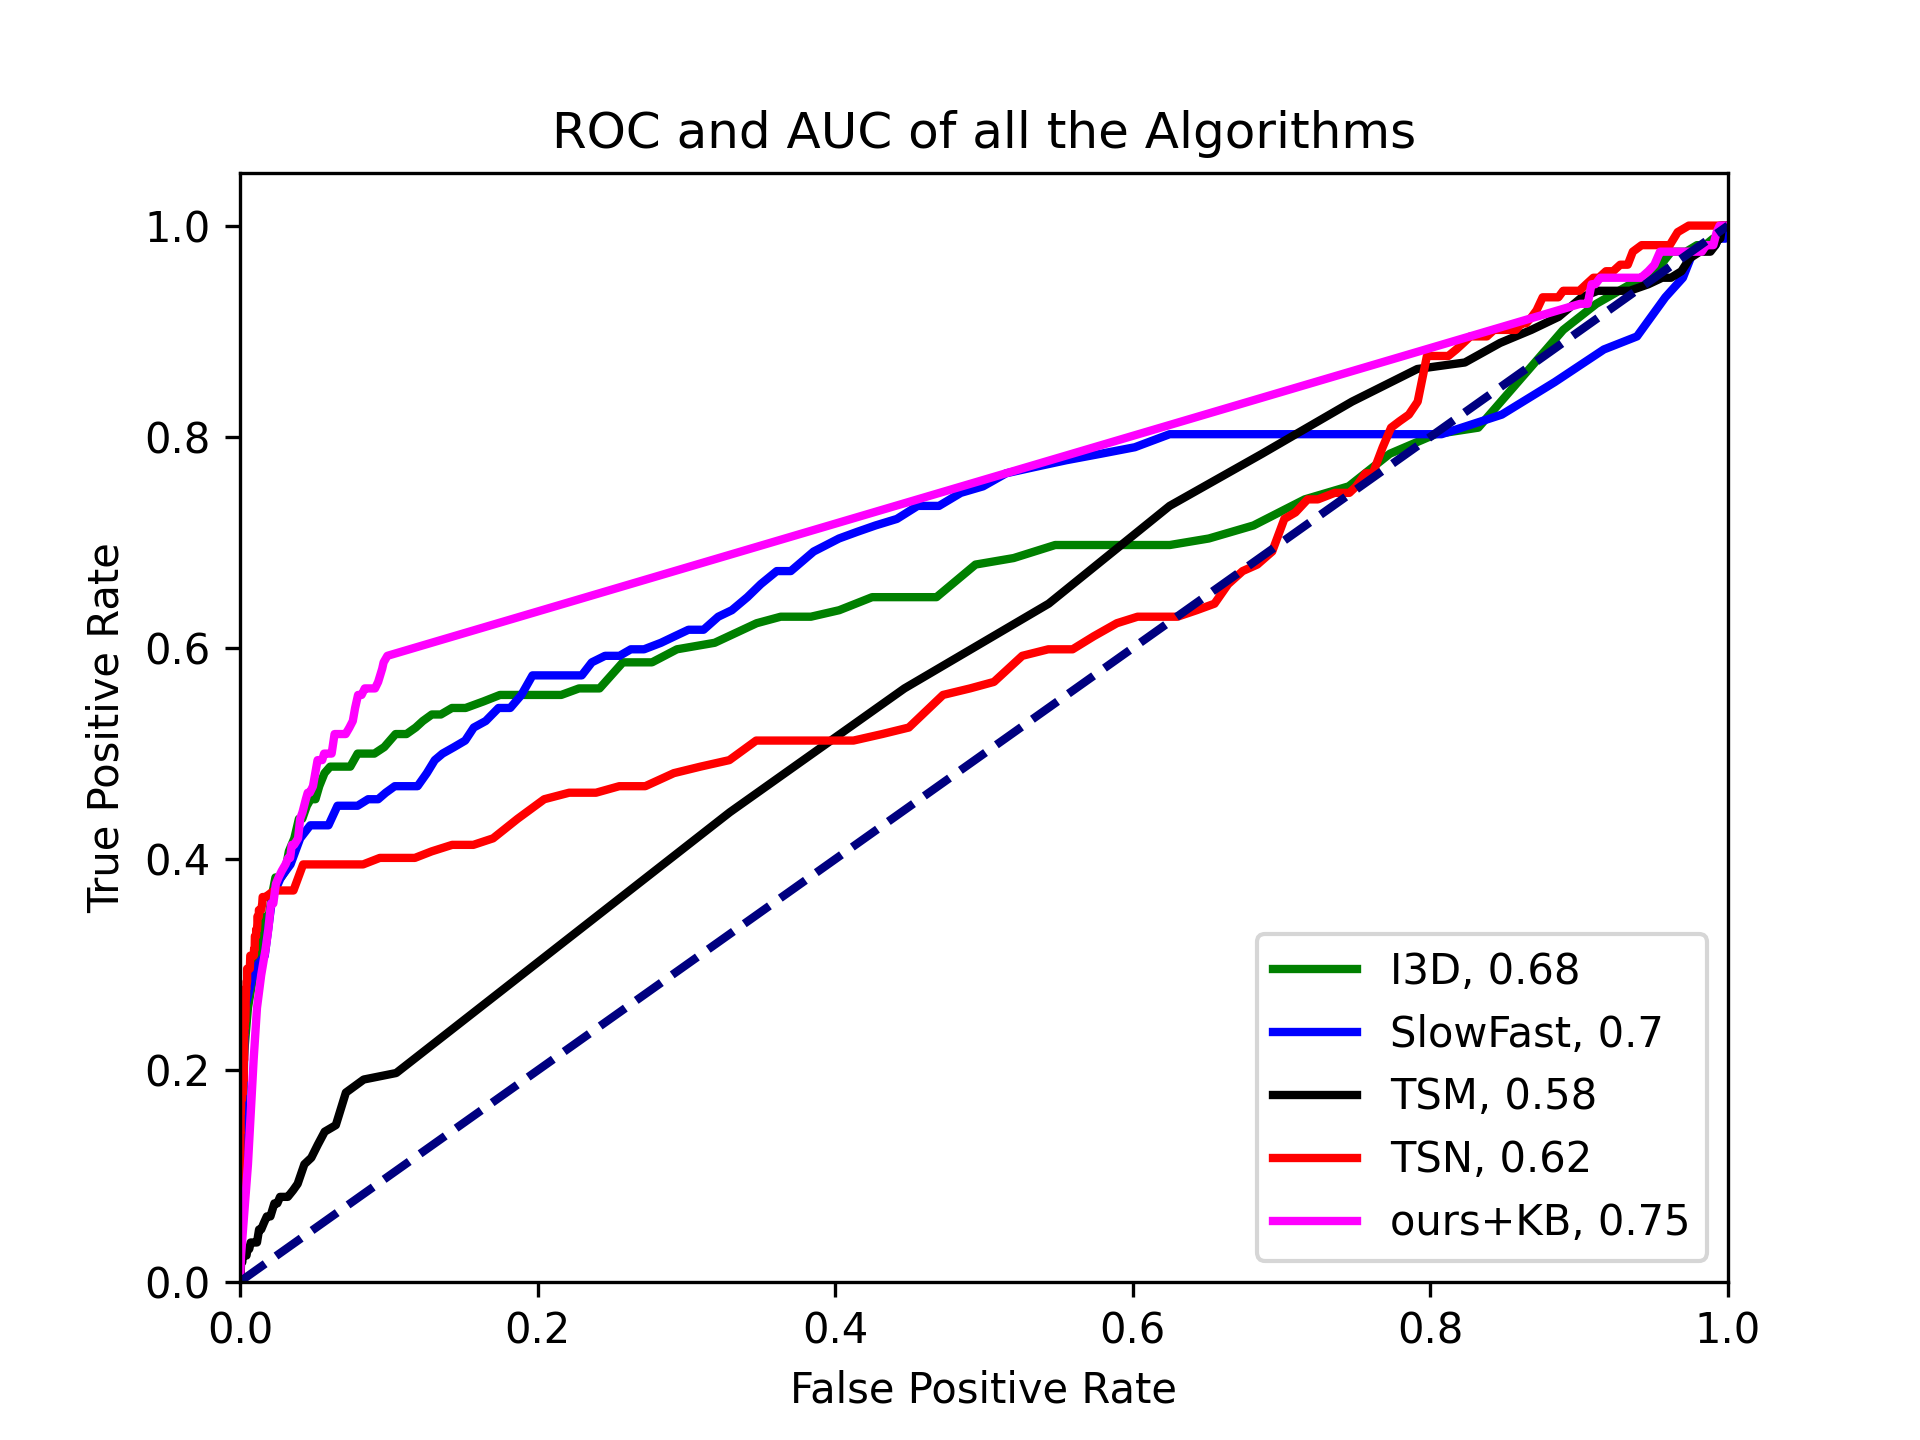 ROC and AUC of all the Algorithms
True Positive Rate
1.0
0.8
0.6
0.4
0.2
0.0
0.0 0.2 0.4 0.6 0.8 1.0
False Positive Rate
I3D, 0.68
SlowFast, 0.7
TSM, 0.58
TSN, 0.62
ours+KB, 0.75